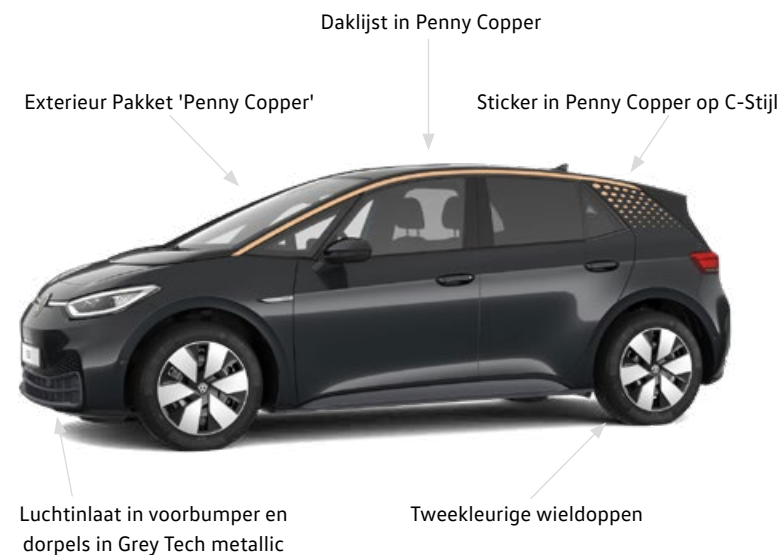 Daklijst in Penny Copper
Exterieur Pakket 'Penny Copper'
Sticker in Penny Copper op C-Stijl
Luchtinlaat in voorbumper en
dorpels in Grey Tech metallic
Tweekleurige wieldoppen